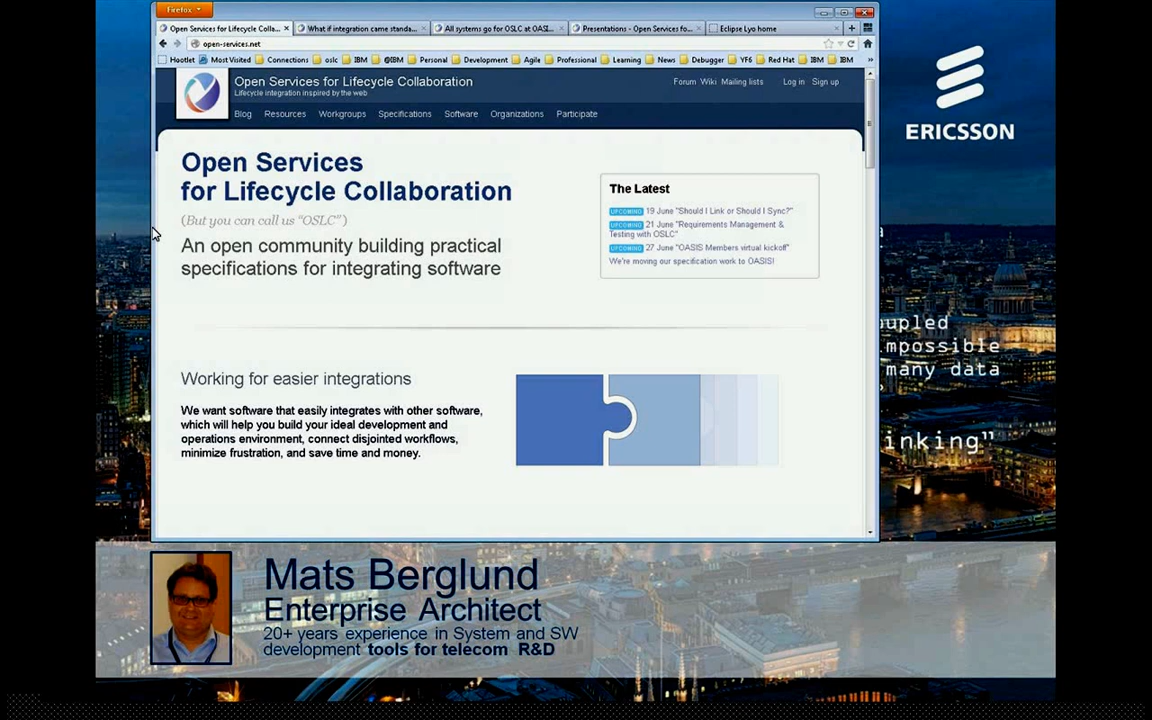 Firefox
Open Services for Lifecycle Colla...
What if integration came standa...
All systems go for OSLC at OASI...
Presentations - Open Services fo...
Eclipse Lyo home
open-services.net
Hootlet Most Visited Connections oslc IBM @IBM Personal Development Agile Professional Learning News Debugger YF6 Red Hat IBM IBM
Open Services for Lifecycle Collaboration
Lifecycle integration inspired by the web
Forum Wiki Mailing lists Log in Sign up
Blog Resources Workgroups Specifications Software Organizations Participate
ERICSSON
Open Services
for Lifecycle Collaboration
(But you can call us “OSLC”)
An open community building practical
specifications for integrating software
The Latest
UPCOMING 19 June "Should I Link or Should I Sync?"
UPCOMING 21 June "Requirements Management &
Testing with OSLC"
UPCOMING 27 June "OASIS Members virtual kickoff"
We're moving our specification work to OASIS!
a
upled
mpossible
many data
inking”
Working for easier integrations
We want software that easily integrates with other software,
which will help you build your ideal development and
operations environment, connect disjointed workflows,
minimize frustration, and save time and money.
Mats Berglund
Enterprise Architect
20+ years experience in System and SW
development tools for telecom R&D